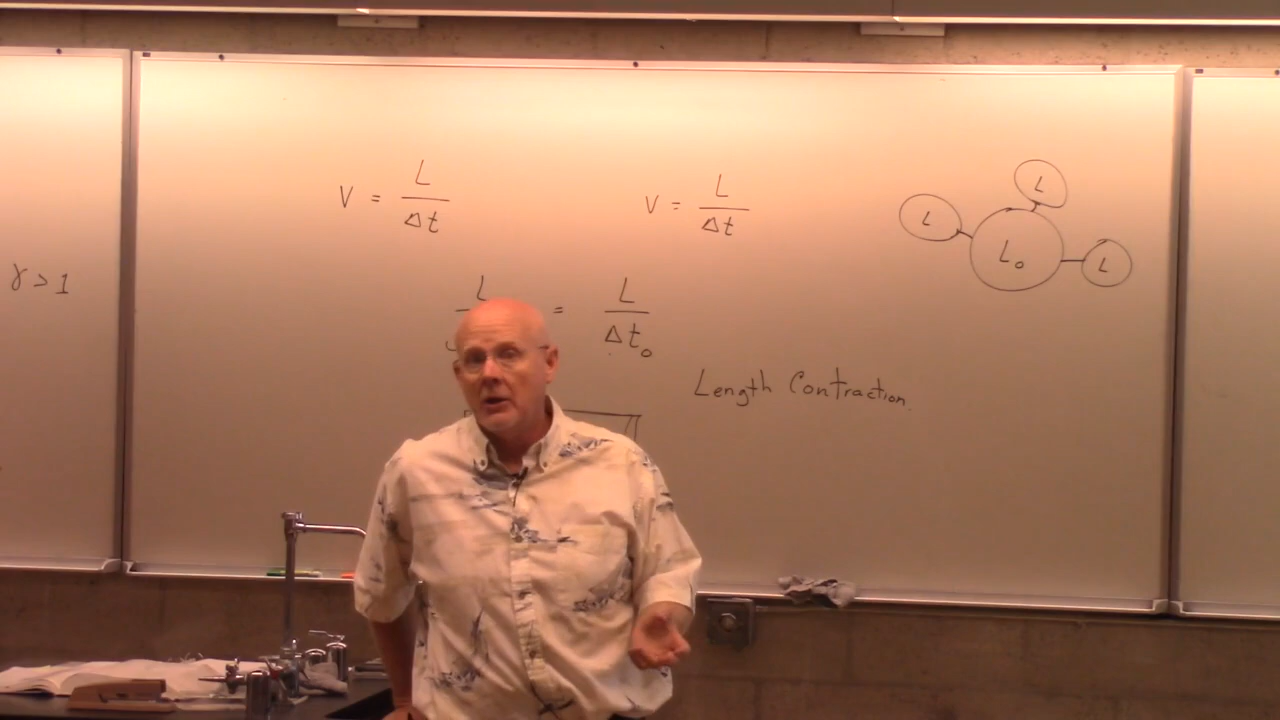 γ > 1
V = L / Δt
V = L / Δt
L = L / Δt₀
Length Contraction.
L
L
L₀
L